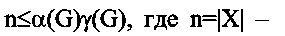 n≤α(G)γ(G), где n=|X| –